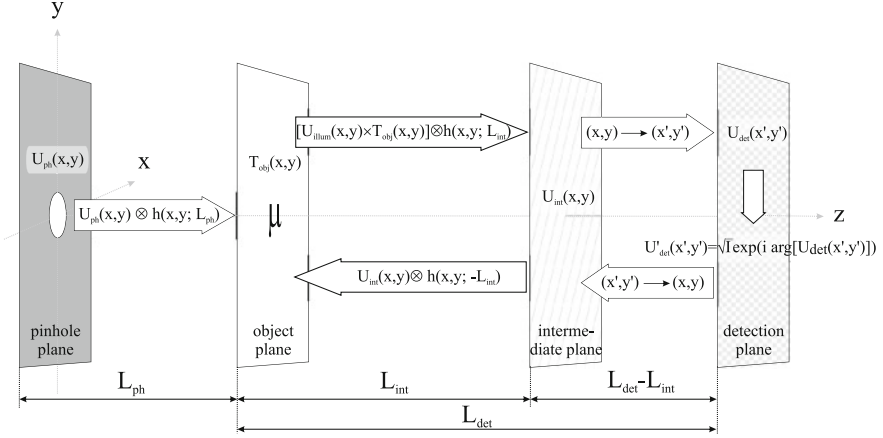 y
[U_illum(x,y)×T_obj(x,y)]⊗h(x,y; L_int)
(x,y) → (x',y')
U_det(x',y')
U_ph(x,y)
x
T_obj(x,y)
U_int(x,y)
U_ph(x,y) ⊗ h(x,y; L_ph)
μ
z
U'_det(x',y')=√I exp(i arg[U_det(x',y')])
U_int(x,y)⊗ h(x,y; -L_int)
(x',y') → (x,y)
pinhole
plane
object
plane
interme-
diate plane
detection
plane
L_ph
L_int
L_det-L_int
L_det